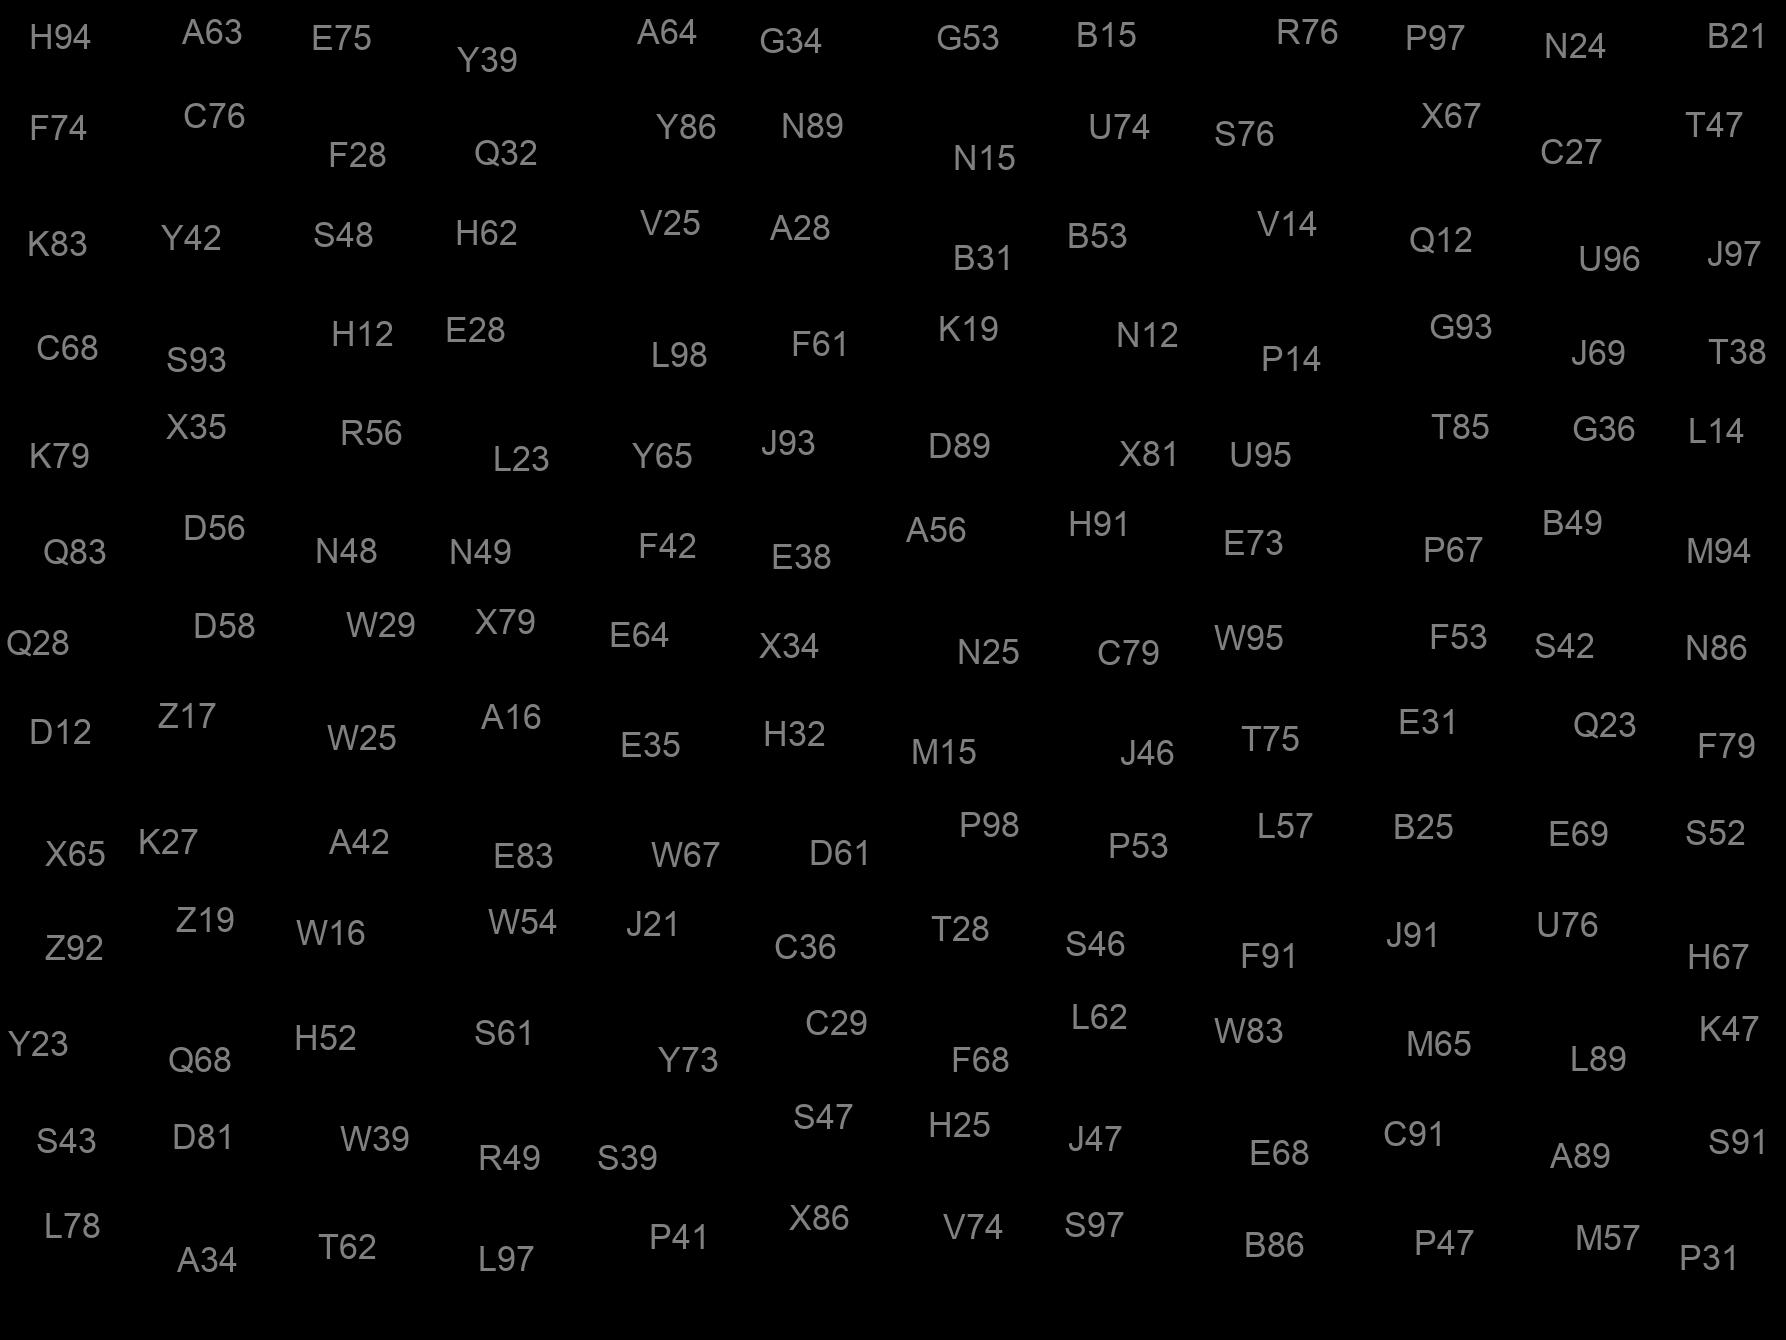 H94 A63 E75 Y39 A64 G34 G53 B15 R76 P97 N24 B21
F74 C76 F28 Q32 Y86 N89 N15 U74 S76 X67 C27 T47
K83 Y42 S48 H62 V25 A28 B31 B53 V14 Q12 U96 J97
C68 S93 H12 E28 L98 F61 K19 N12 P14 G93 J69 T38
K79 X35 R56 L23 Y65 J93 D89 X81 U95 T85 G36 L14
Q83 D56 N48 N49 F42 E38 A56 H91 E73 P67 B49 M94
Q28 D58 W29 X79 E64 X34 N25 C79 W95 F53 S42 N86
D12 Z17 W25 A16 E35 H32 M15 J46 T75 E31 Q23 F79
X65 K27 A42 E83 W67 D61 P98 P53 L57 B25 E69 S52
Z92 Z19 W16 W54 J21 C36 T28 S46 F91 J91 U76 H67
Y23 Q68 H52 S61 Y73 C29 F68 L62 W83 M65 L89 K47
S43 D81 W39 R49 S39 S47 H25 J47 E68 C91 A89 S91
L78 A34 T62 L97 P41 X86 V74 S97 B86 P47 M57 P31